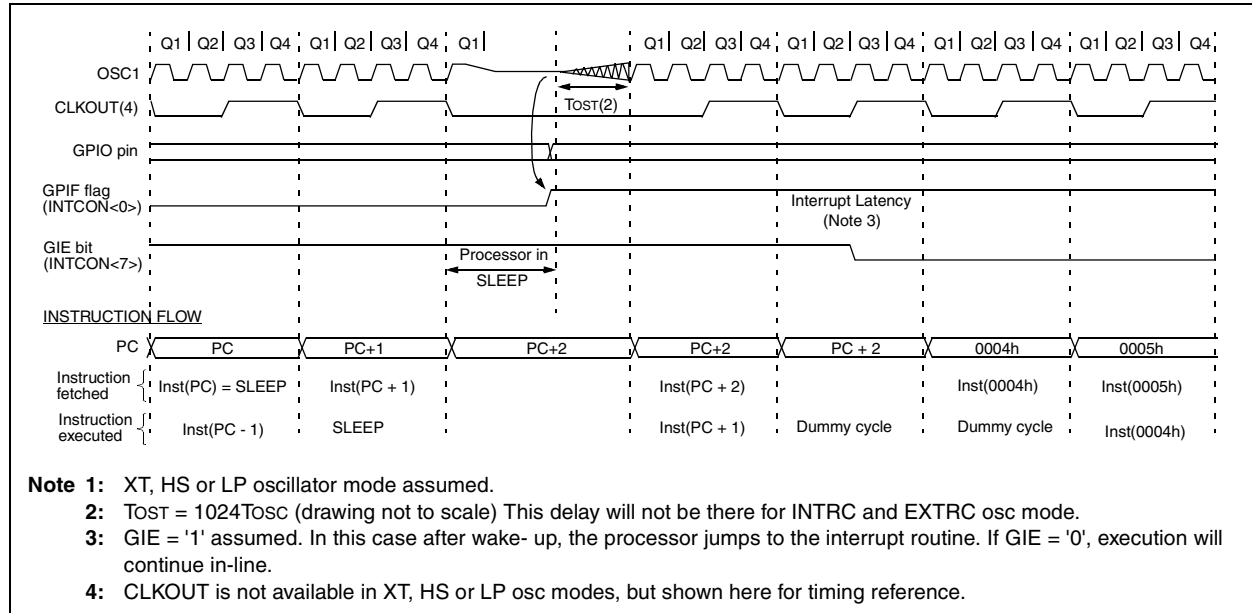 Q1 Q2 Q3 Q4 Q1 Q2 Q3 Q4 Q1 Q1 Q2 Q3 Q4 Q1 Q2 Q3 Q4 Q1 Q2 Q3 Q4 Q1 Q2 Q3 Q4
OSC1
TOST(2)
CLKOUT(4)
GPIO pin
GPIF flag
(INTCON<0>)
Interrupt Latency
(Note 3)
GIE bit
(INTCON<7>)
Processor in
SLEEP
INSTRUCTION FLOW
PC PC PC+1 PC+2 PC+2 PC + 2 0004h 0005h
Instruction
fetched
Inst(PC) = SLEEP Inst(PC + 1) Inst(PC + 2) Inst(0004h) Inst(0005h)
Instruction
executed
Inst(PC - 1) SLEEP Inst(PC + 1) Dummy cycle Dummy cycle Inst(0004h)
Note 1: XT, HS or LP oscillator mode assumed.
2: TOST = 1024TOSC (drawing not to scale) This delay will not be there for INTRC and EXTRC osc mode.
3: GIE = '1' assumed. In this case after wake- up, the processor jumps to the interrupt routine. If GIE = '0', execution will
continue in-line.
4: CLKOUT is not available in XT, HS or LP osc modes, but shown here for timing reference.